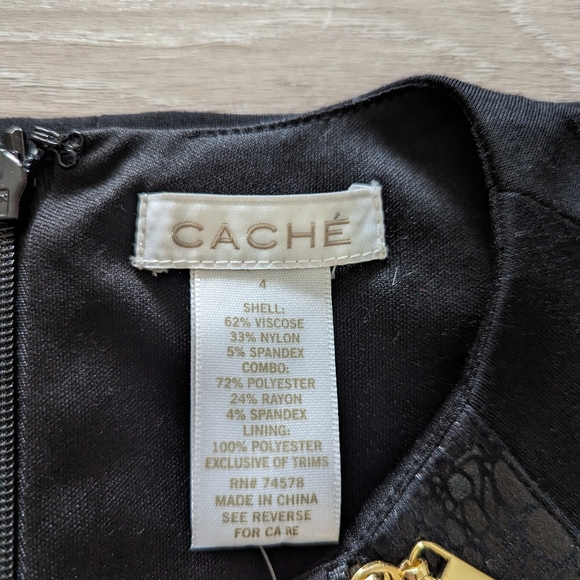 CACHÉ
4
SHELL:
62% VISCOSE
33% NYLON
5% SPANDEX
COMBO:
72% POLYESTER
24% RAYON
4% SPANDEX
LINING:
100% POLYESTER
EXCLUSIVE OF TRIMS
RN# 74578
MADE IN CHINA
SEE REVERSE
FOR CARE